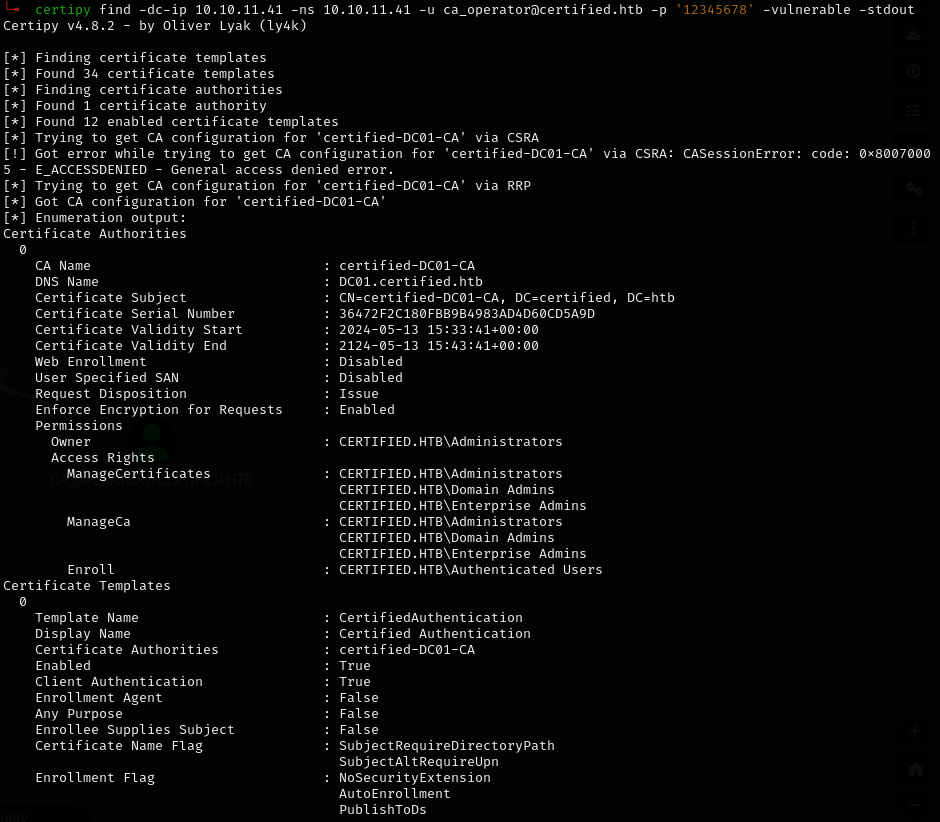 certipy find -dc-ip 10.10.11.41 -ns 10.10.11.41 -u ca_operator@certified.htb -p '12345678' -vulnerable -stdout
Certipy v4.8.2 - by Oliver Lyak (ly4k)
[*] Finding certificate templates
[*] Found 34 certificate templates
[*] Finding certificate authorities
[*] Found 1 certificate authority
[*] Found 12 enabled certificate templates
[*] Trying to get CA configuration for 'certified-DC01-CA' via CSRA
[!] Got error while trying to get CA configuration for 'certified-DC01-CA' via CSRA: CASessionError: code: 0x8007000
5 - E_ACCESSDENIED - General access denied error.
[*] Trying to get CA configuration for 'certified-DC01-CA' via RRP
[*] Got CA configuration for 'certified-DC01-CA'
[*] Enumeration output:
Certificate Authorities
0
CA Name : certified-DC01-CA
DNS Name : DC01.certified.htb
Certificate Subject : CN=certified-DC01-CA, DC=certified, DC=htb
Certificate Serial Number : 36472F2C180FBB9B4983AD4D60CD5A9D
Certificate Validity Start : 2024-05-13 15:33:41+00:00
Certificate Validity End : 2124-05-13 15:43:41+00:00
Web Enrollment : Disabled
User Specified SAN : Disabled
Request Disposition : Issue
Enforce Encryption for Requests : Enabled
Permissions
Owner : CERTIFIED.HTB\Administrators
Access Rights
ManageCertificates : CERTIFIED.HTB\Administrators
CERTIFIED.HTB\Domain Admins
CERTIFIED.HTB\Enterprise Admins
ManageCa : CERTIFIED.HTB\Administrators
CERTIFIED.HTB\Domain Admins
CERTIFIED.HTB\Enterprise Admins
Enroll : CERTIFIED.HTB\Authenticated Users
Certificate Templates
0
Template Name : CertifiedAuthentication
Display Name : Certified Authentication
Certificate Authorities : certified-DC01-CA
Enabled : True
Client Authentication : True
Enrollment Agent : False
Any Purpose : False
Enrollee Supplies Subject : False
Certificate Name Flag : SubjectRequireDirectoryPath
SubjectAltRequireUpn
Enrollment Flag : NoSecurityExtension
AutoEnrollment
PublishToDs